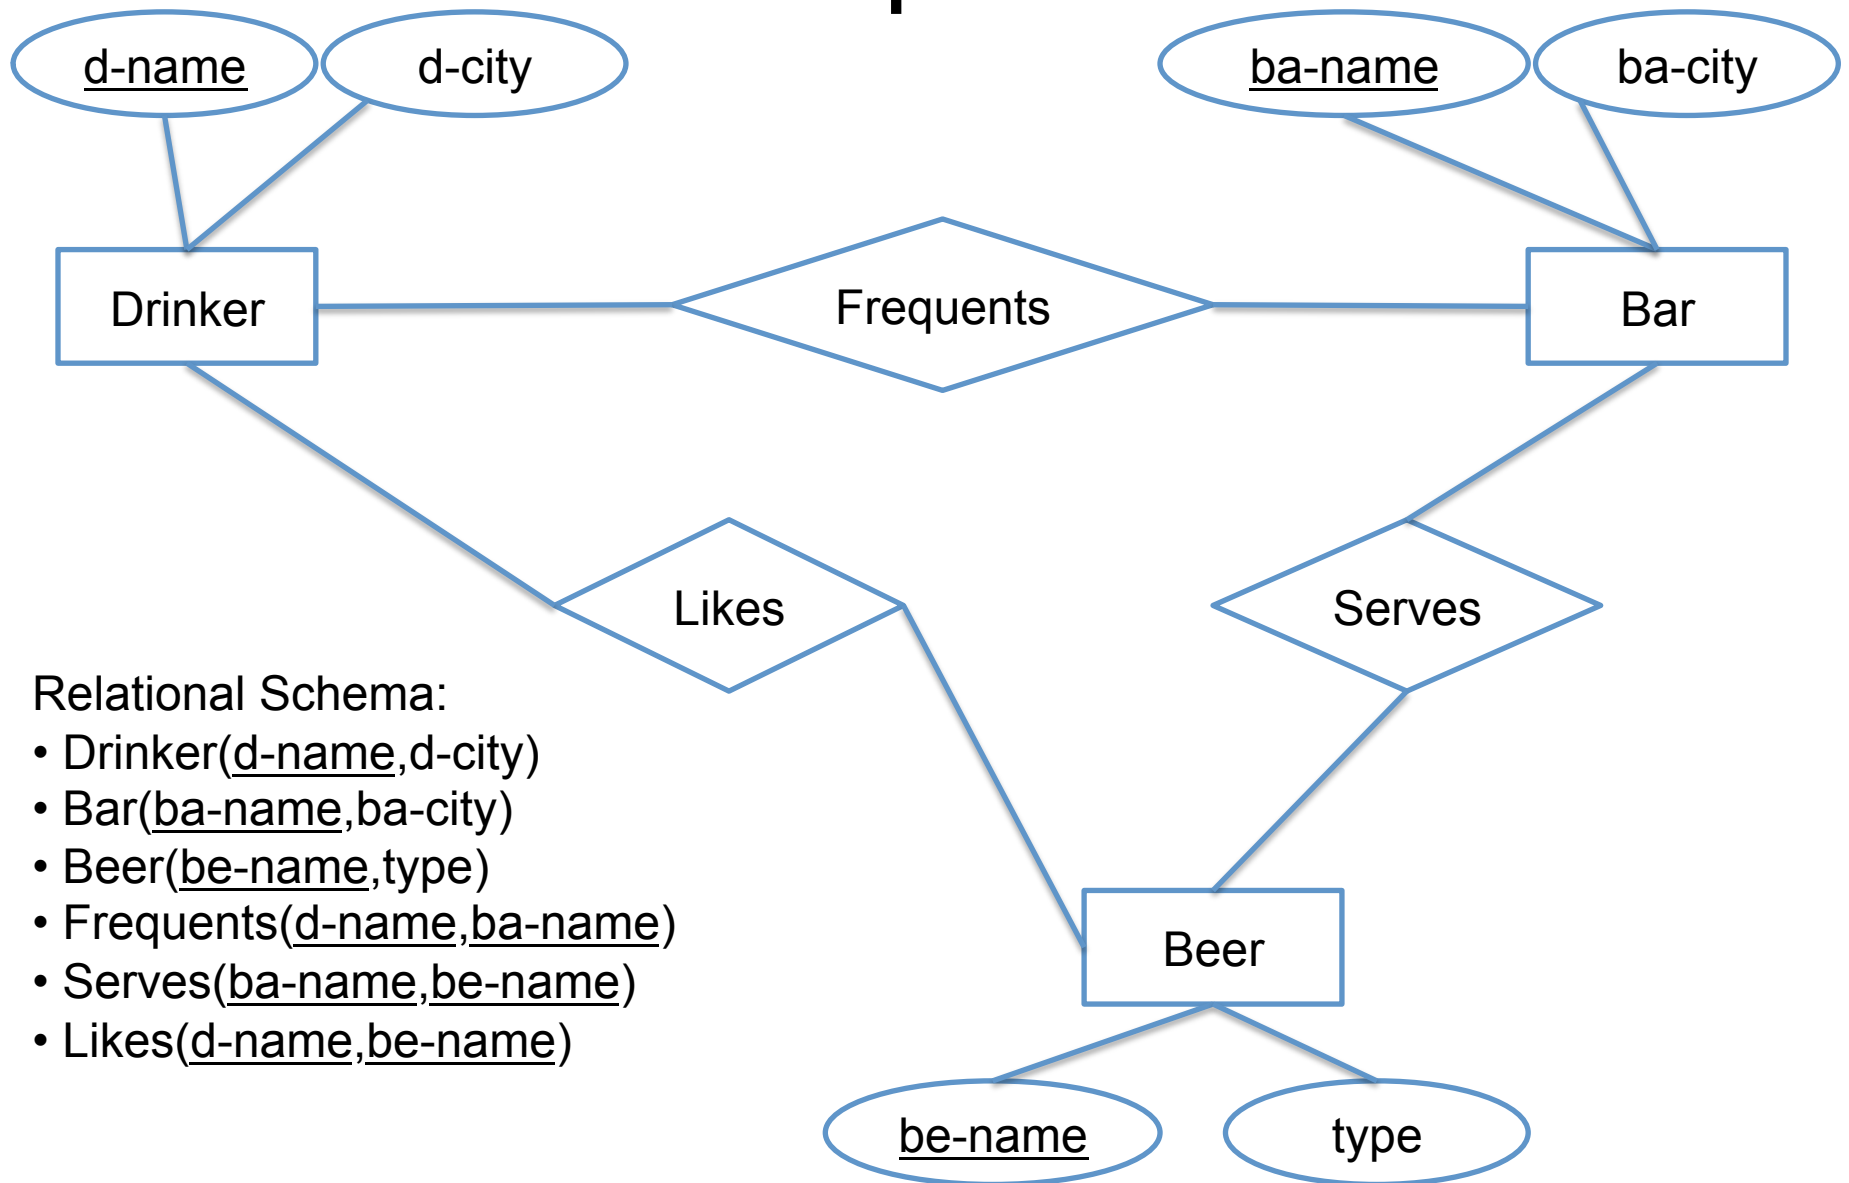 d-name d-city ba-name ba-city
Drinker Frequents Bar
Likes Serves
Relational Schema:
• Drinker(d-name,d-city)
• Bar(ba-name,ba-city)
• Beer(be-name,type)
• Frequents(d-name,ba-name)
• Serves(ba-name,be-name)
• Likes(d-name,be-name)
Beer
be-name type